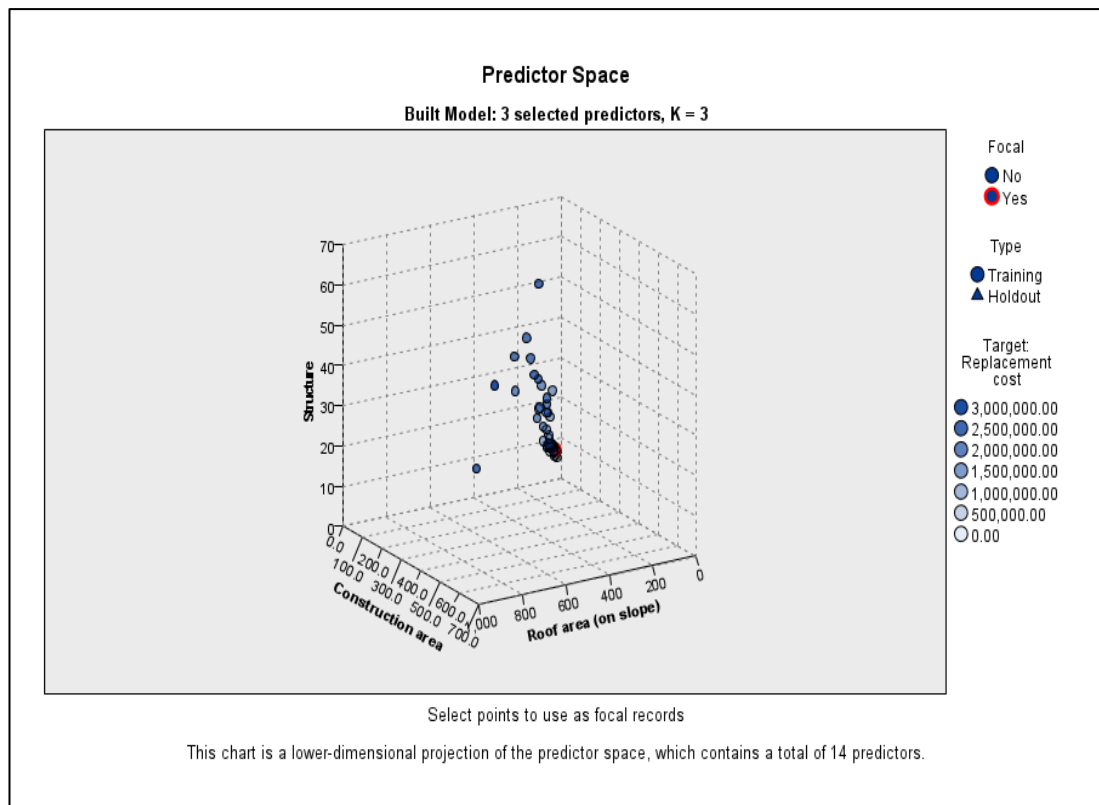 Predictor Space
Built Model: 3 selected predictors, K = 3
Focal
No
Yes
Type
Training
Holdout
Target:
Replacement
cost
3,000,000.00
2,500,000.00
2,000,000.00
1,500,000.00
1,000,000.00
500,000.00
0.00
Structure
70
60
50
40
30
20
10
0
0.0
100.0
200.0
300.0
400.0
500.0
600.0
700.0
Construction area
000
800
600
400
200
0
Roof area (on slope)
Select points to use as focal records
This chart is a lower-dimensional projection of the predictor space, which contains a total of 14 predictors.